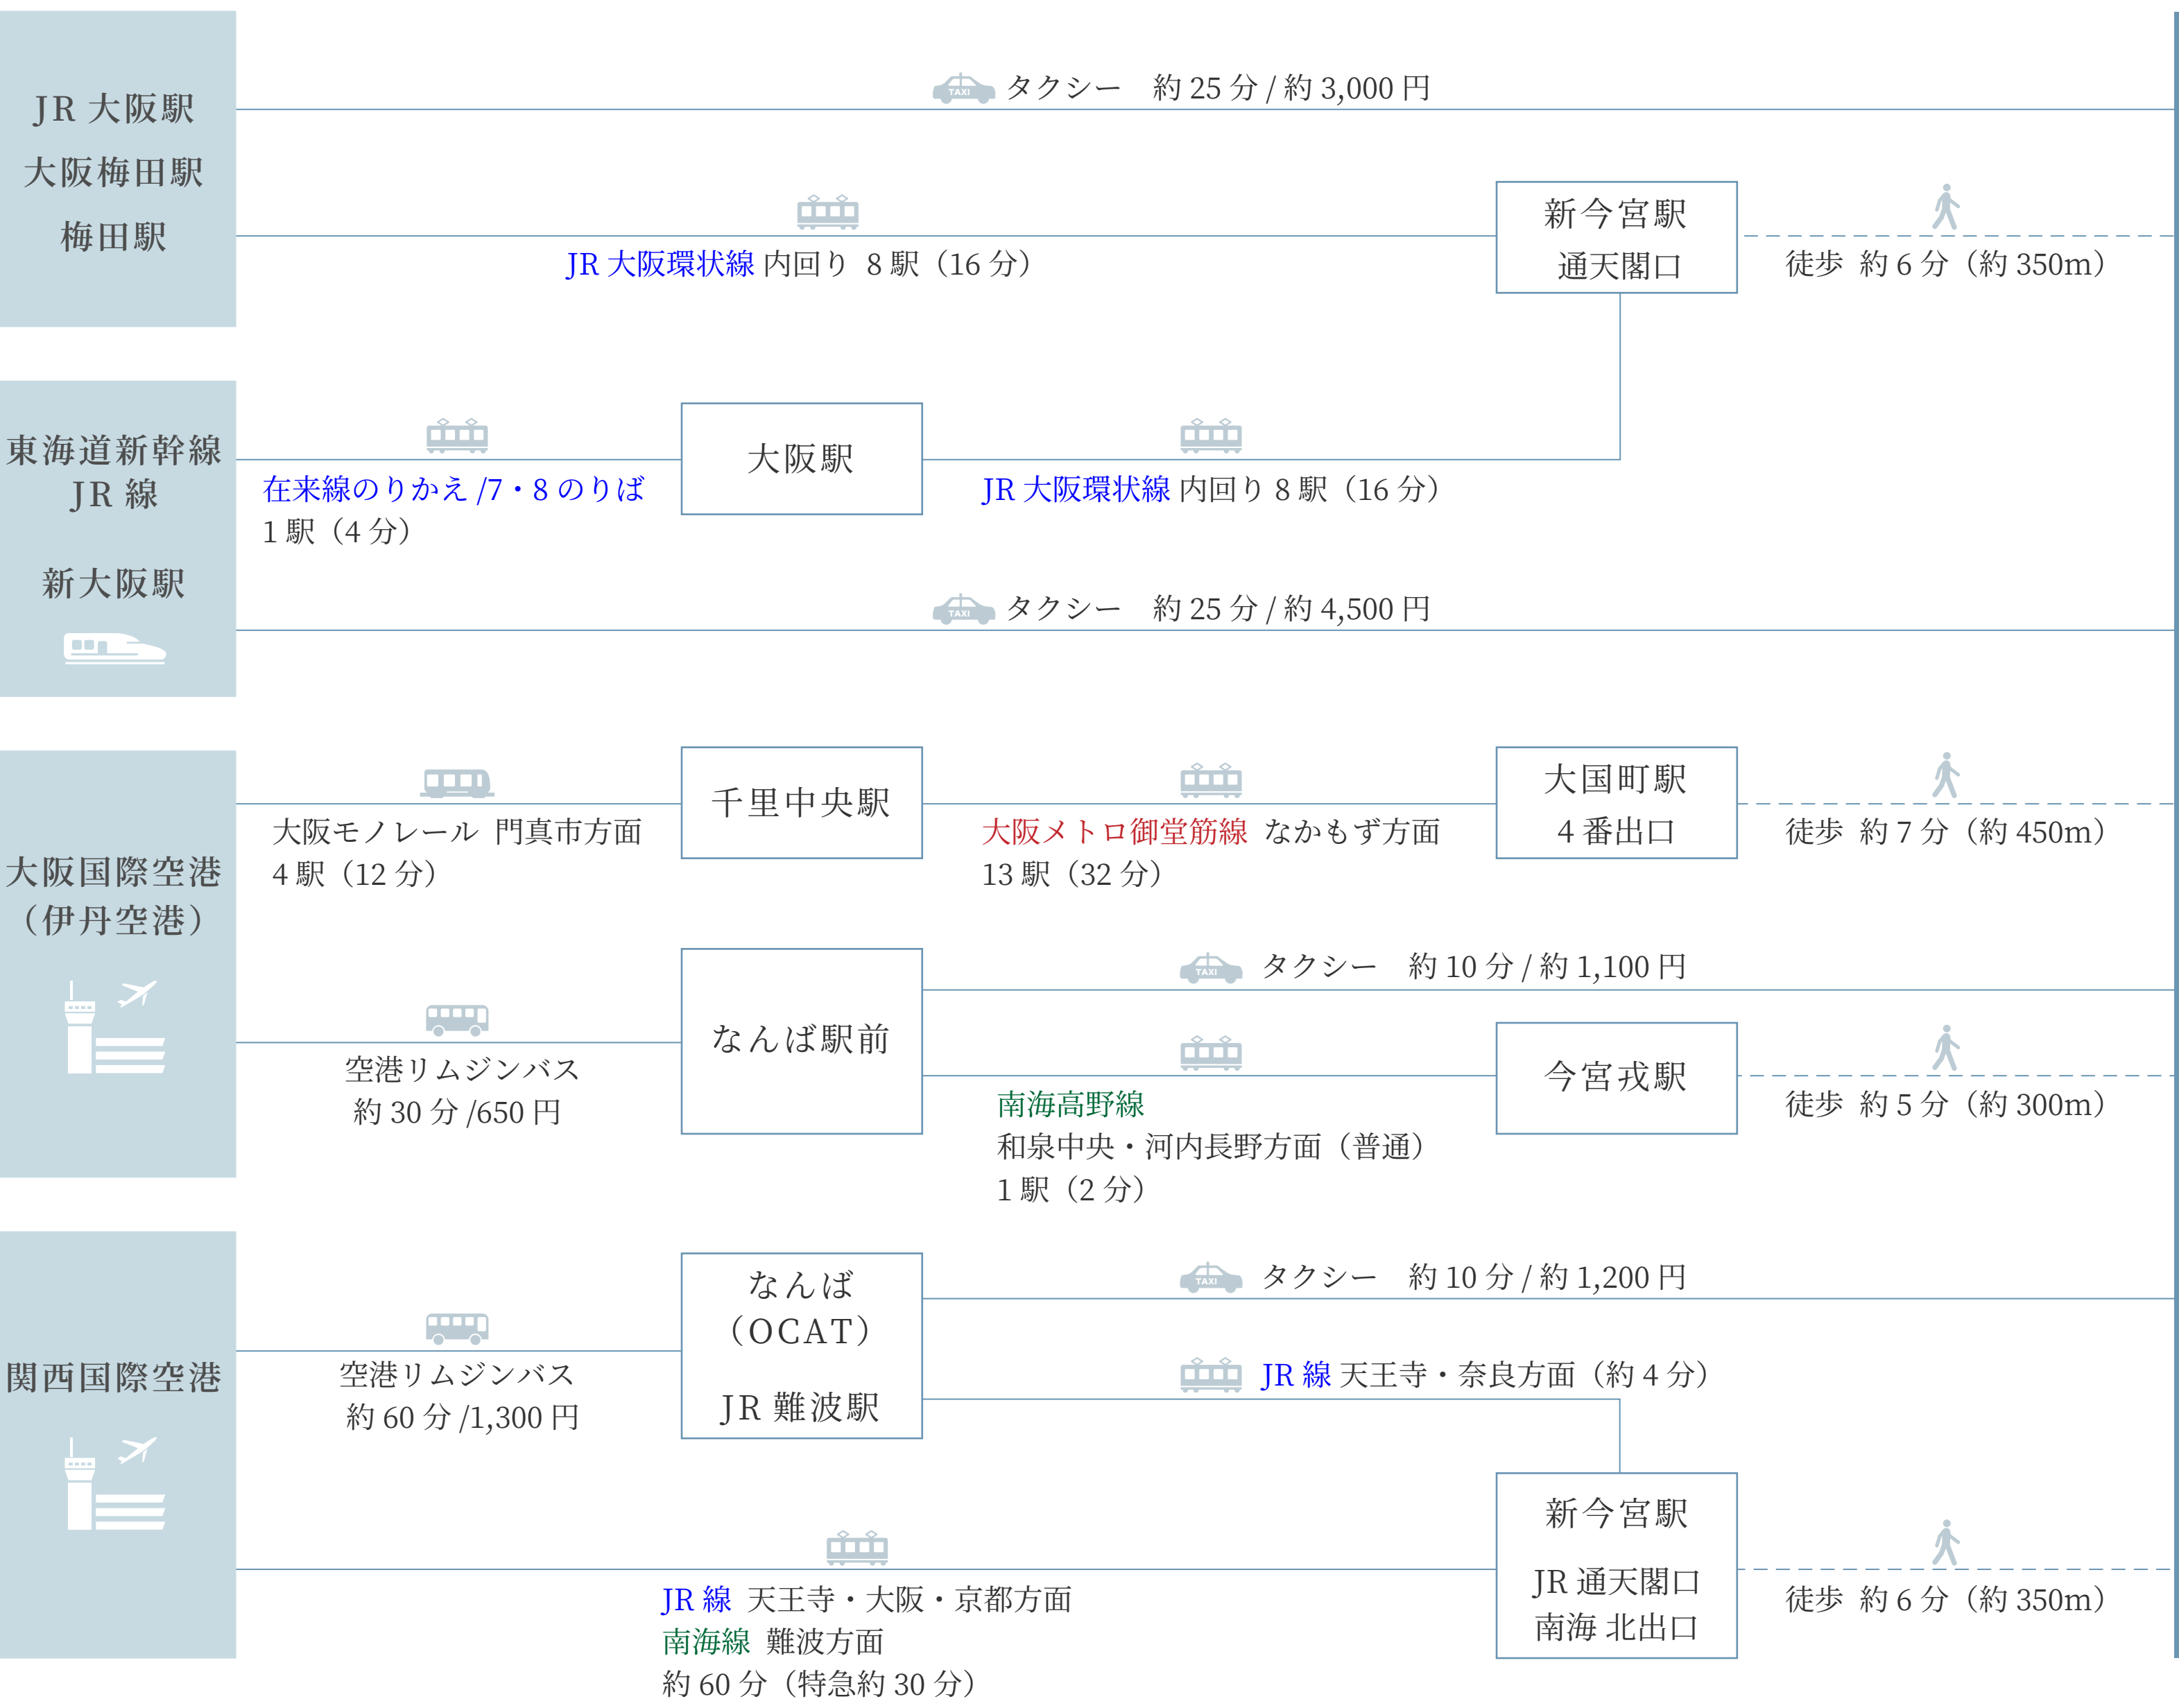 JR 大阪駅
大阪梅田駅
梅田駅
TAXI タクシー 約 25 分 / 約 3,000 円
JR 大阪環状線 内回り 8 駅（16 分）
新今宮駅
通天閣口
徒歩 約 6 分（約 350m）
東海道新幹線
JR 線
新大阪駅
在来線のりかえ /7・8 のりば
1 駅（4 分）
大阪駅
JR 大阪環状線 内回り 8 駅（16 分）
TAXI タクシー 約 25 分 / 約 4,500 円
大阪国際空港
（伊丹空港）
大阪モノレール 門真市方面
4 駅（12 分）
千里中央駅
大阪メトロ御堂筋線 なかもず方面
13 駅（32 分）
大国町駅
4 番出口
徒歩 約 7 分（約 450m）
空港リムジンバス
約 30 分 /650 円
なんば駅前
TAXI タクシー 約 10 分 / 約 1,100 円
南海高野線
和泉中央・河内長野方面（普通）
1 駅（2 分）
今宮戎駅
徒歩 約 5 分（約 300m）
関西国際空港
空港リムジンバス
約 60 分 /1,300 円
なんば
（OCAT）
JR 難波駅
TAXI タクシー 約 10 分 / 約 1,200 円
JR 線 天王寺・奈良方面（約 4 分）
JR 線 天王寺・大阪・京都方面
南海線 難波方面
約 60 分（特急約 30 分）
新今宮駅
JR 通天閣口
南海 北出口
徒歩 約 6 分（約 350m）